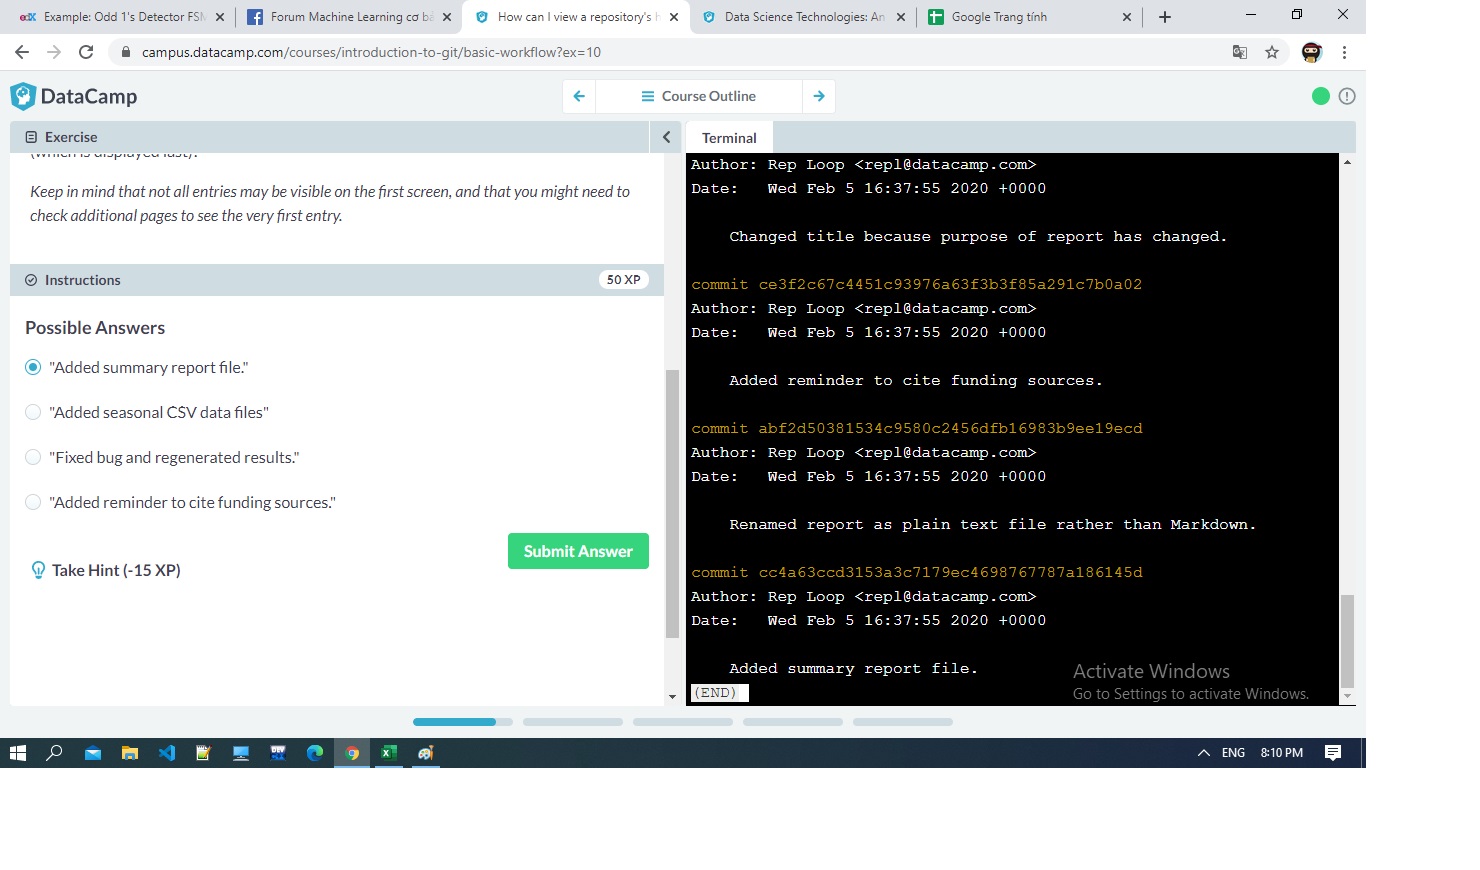 Example: Odd 1's Detector FSM
Forum Machine Learning cơ bả
How can I view a repository's h
Data Science Technologies: An
Google Trang tính
campus.datacamp.com/courses/introduction-to-git/basic-workflow?ex=10
DataCamp
Course Outline
Exercise
Terminal
(which is displayed last)?
Keep in mind that not all entries may be visible on the first screen, and that you might need to
check additional pages to see the very first entry.
Instructions
50 XP
Possible Answers
"Added summary report file."
"Added seasonal CSV data files"
"Fixed bug and regenerated results."
"Added reminder to cite funding sources."
Submit Answer
Take Hint (-15 XP)
Author: Rep Loop <repl@datacamp.com>
Date:   Wed Feb 5 16:37:55 2020 +0000
Changed title because purpose of report has changed.
commit ce3f2c67c4451c93976a63f3b3f85a291c7b0a02
Author: Rep Loop <repl@datacamp.com>
Date:   Wed Feb 5 16:37:55 2020 +0000
Added reminder to cite funding sources.
commit abf2d50381534c9580c2456dfb16983b9ee19ecd
Author: Rep Loop <repl@datacamp.com>
Date:   Wed Feb 5 16:37:55 2020 +0000
Renamed report as plain text file rather than Markdown.
commit cc4a63ccd3153a3c7179ec4698767787a186145d
Author: Rep Loop <repl@datacamp.com>
Date:   Wed Feb 5 16:37:55 2020 +0000
Added summary report file.
(END)
Activate Windows
Go to Settings to activate Windows.
ENG
8:10 PM